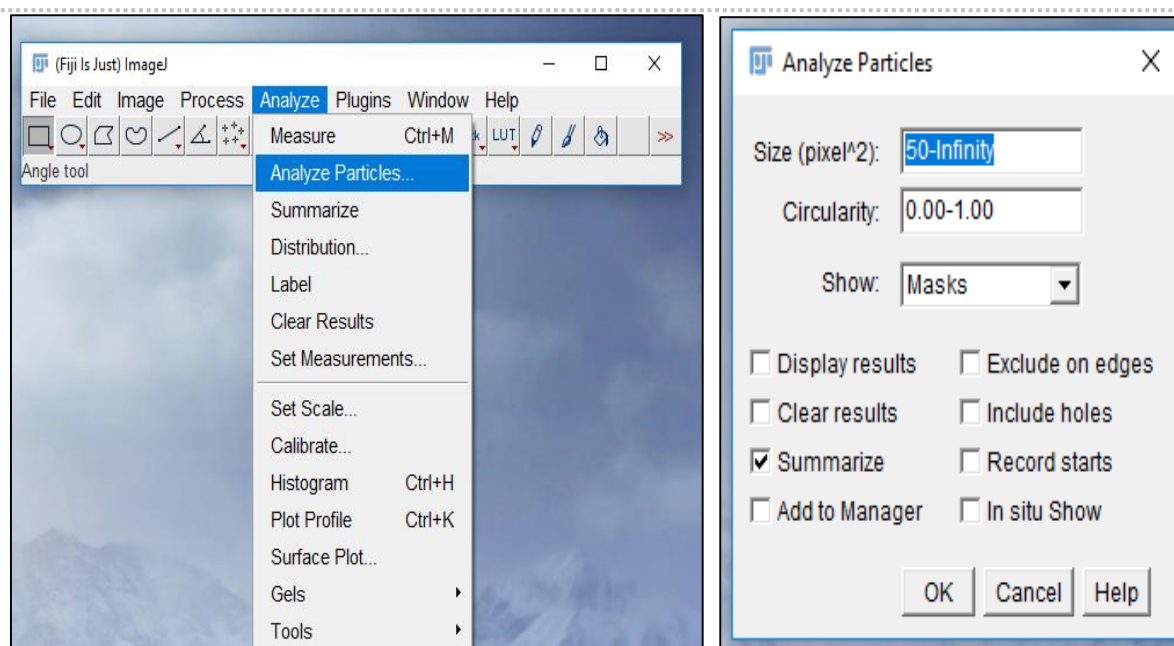 (Fiji Is Just) ImageJ
File Edit Image Process Analyze Plugins Window Help
LUT
Angle tool
Measure Ctrl+M
Analyze Particles...
Summarize
Distribution...
Label
Clear Results
Set Measurements...
Set Scale...
Calibrate...
Histogram Ctrl+H
Plot Profile Ctrl+K
Surface Plot...
Gels
Tools
Analyze Particles
Size (pixel^2): 50-Infinity
Circularity: 0.00-1.00
Show: Masks
Display results Exclude on edges
Clear results Include holes
Summarize Record starts
Add to Manager In situ Show
OK Cancel Help